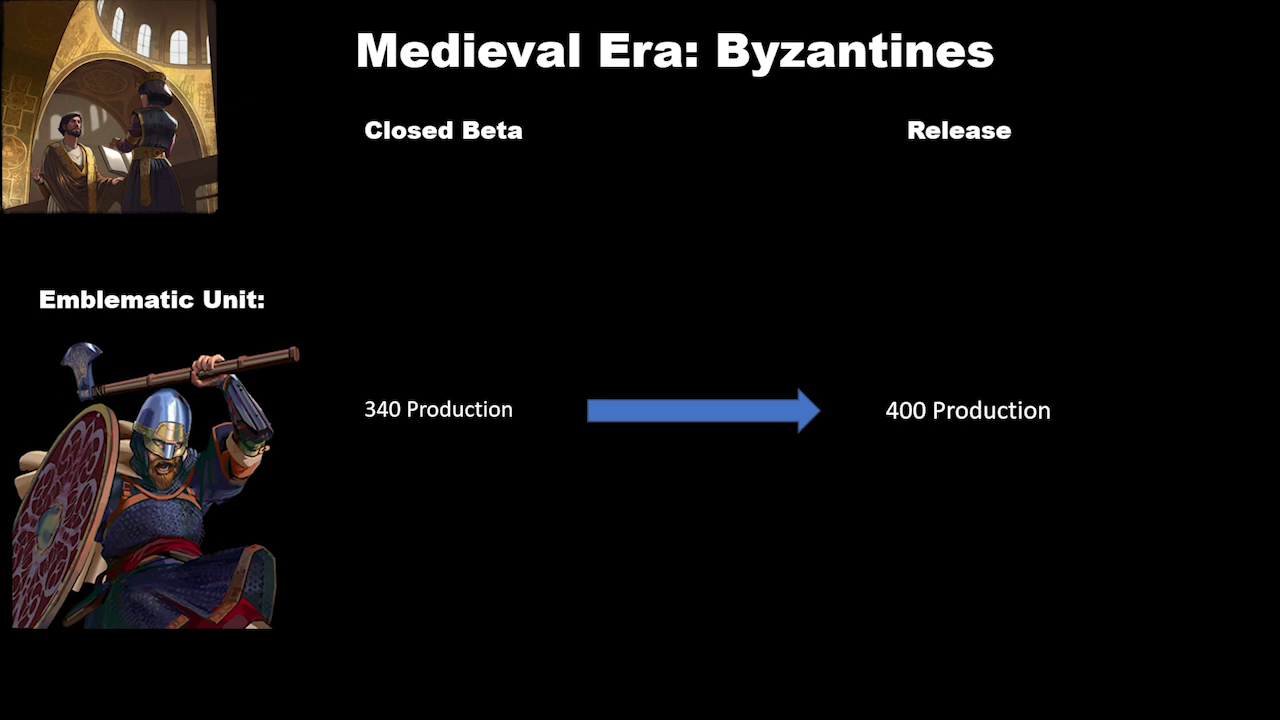 Medieval Era: Byzantines
Closed Beta
Release
Emblematic Unit:
340 Production
400 Production